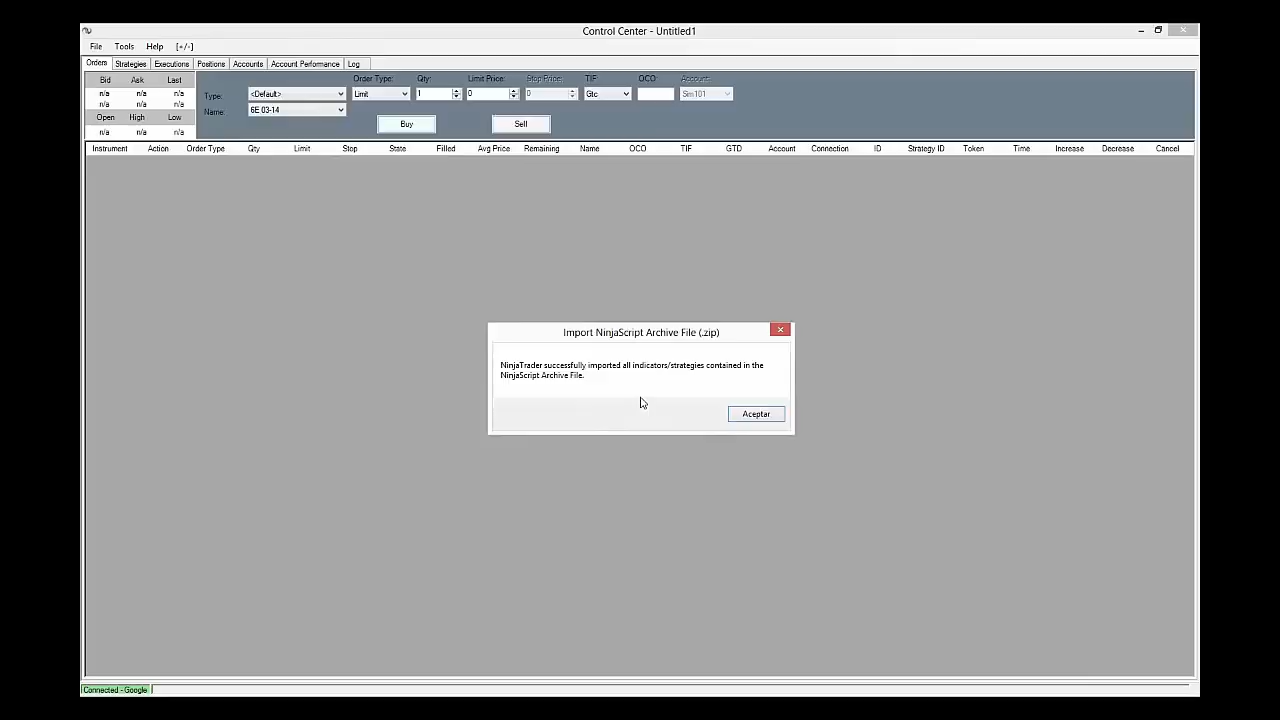 Control Center - Untitled1
File Tools Help [+/-]
Orders Strategies Executions Positions Accounts Account Performance Log
Bid Ask Last
n/a n/a n/a
n/a n/a n/a
Open High Low
n/a n/a n/a
Order Type: Qty: Limit Price: Stop Price: TIF: OCO: Account:
Type: <Default> Limit 1 0 0 Gtc Sim101
Name: 6E 03-14
Buy Sell
Instrument Action Order Type Qty Limit Stop State Filled Avg Price Remaining Name OCO TIF GTD Account Connection ID Strategy ID Token Time Increase Decrease Cancel
Import NinjaScript Archive File (.zip)
NinjaTrader successfully imported all indicators/strategies contained in the
NinjaScript Archive File.
Aceptar
Connected - Google